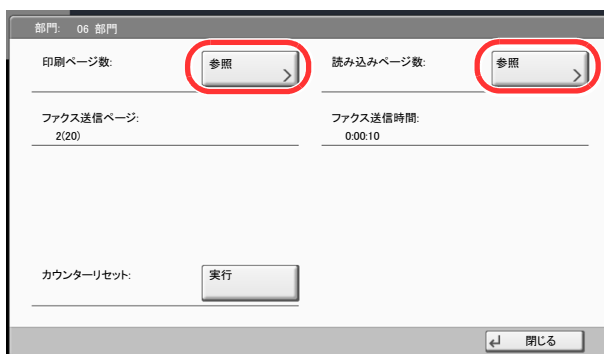 部門: 06 部門
印刷ページ数: 参照 読み込みページ数: 参照
ファクス送信ページ: ファクス送信時間:
2(20) 0:00:10
カウンターリセット: 実行
閉じる